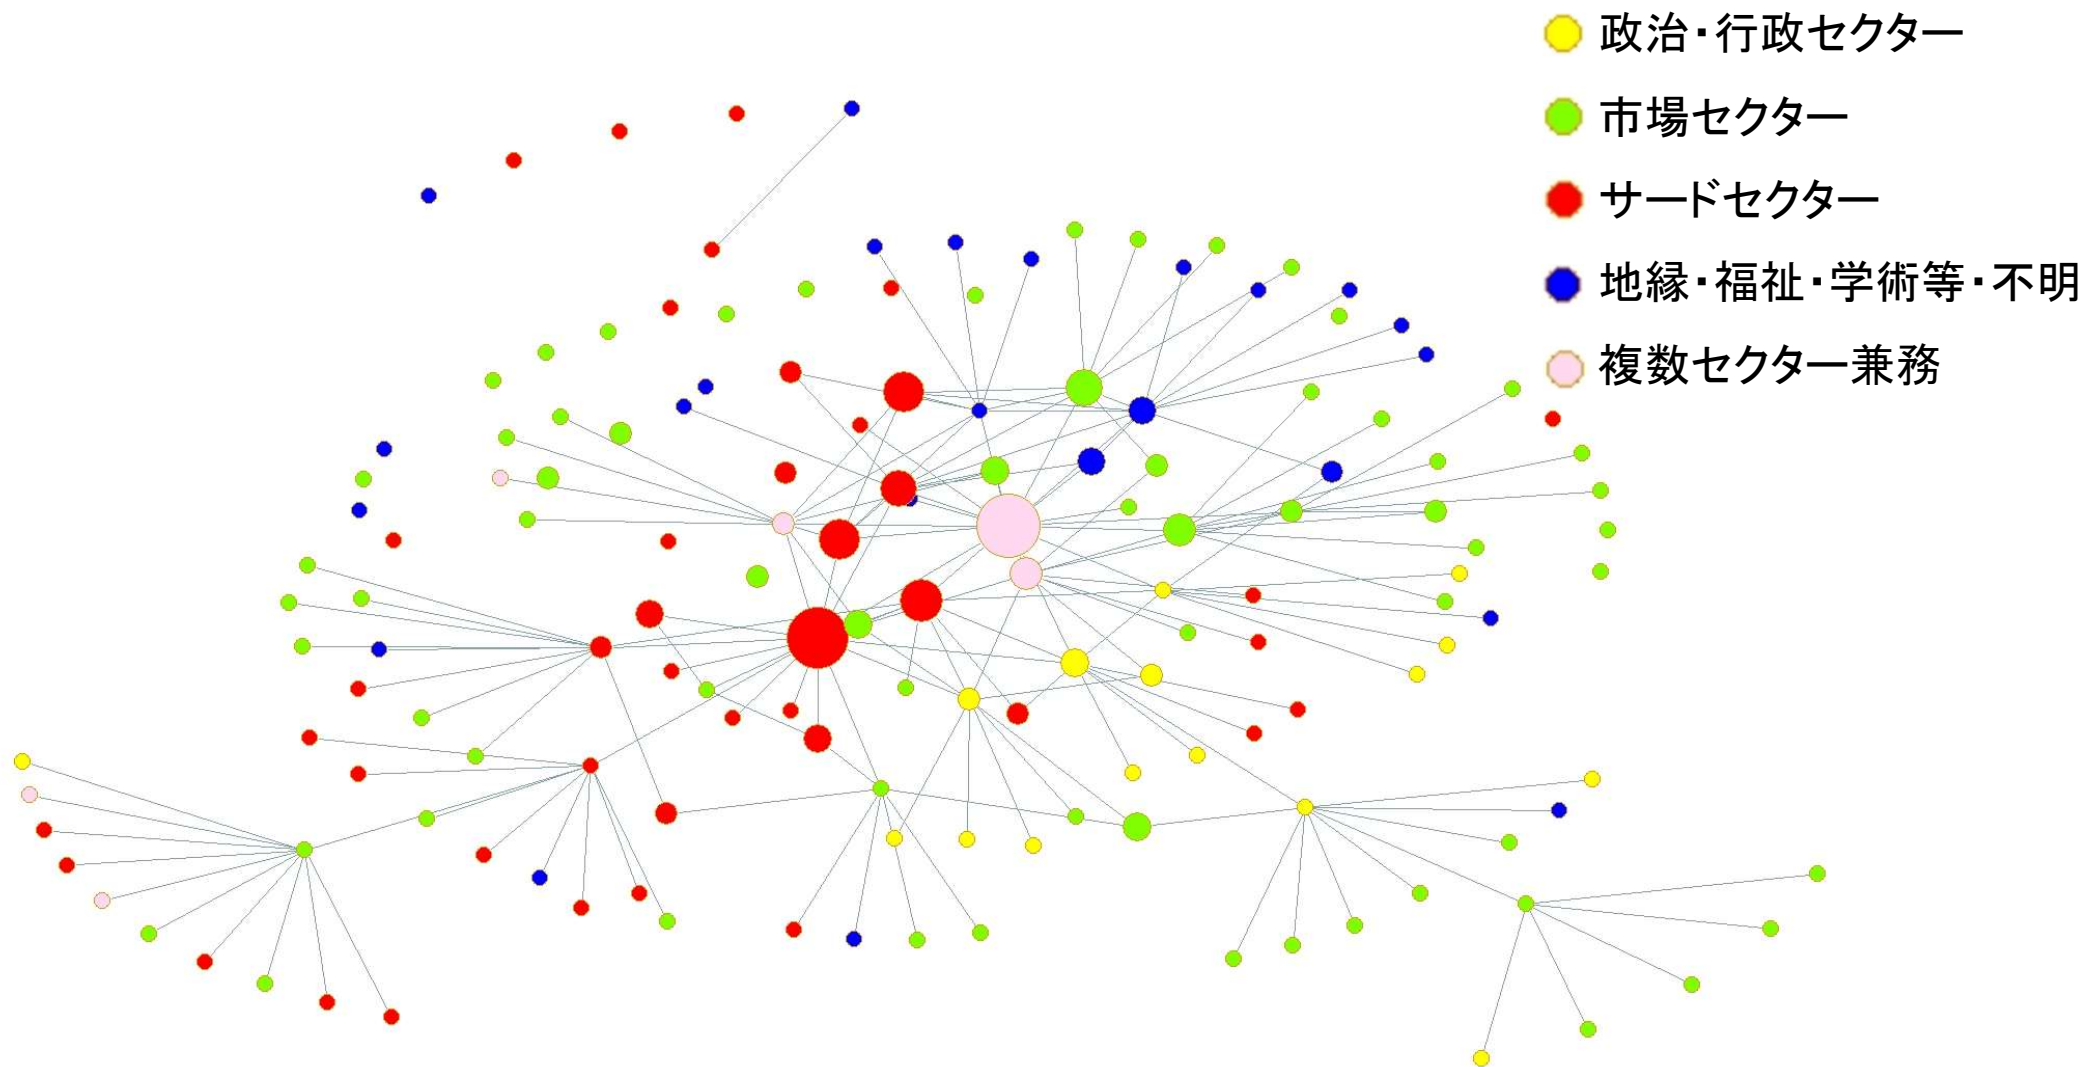 政治・行政セクター
市場セクター
サードセクター
地縁・福祉・学術等・不明
複数セクター兼務